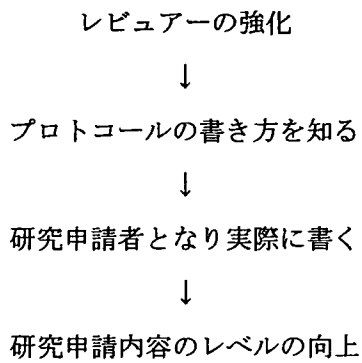 レビュアーの強化
↓
プロトコールの書き方を知る
↓
研究申請者となり実際に書く
↓
研究申請内容のレベルの向上